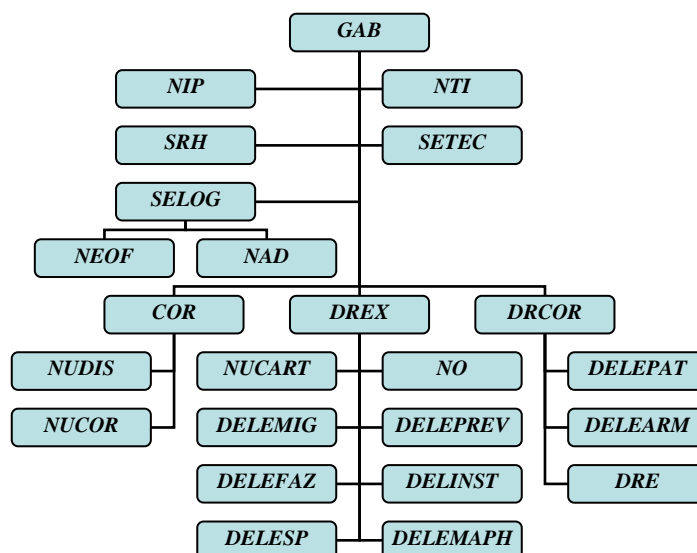 GAB
NIP NTI
SRH SETEC
SELOG
NEOF NAD
COR DREX DRCOR
NUDIS NUCART NO DELEPAT
NUCOR DELEMIG DELEPREV DELEARM
DELEFAZ DELINST DRE
DELESP DELEMAPH